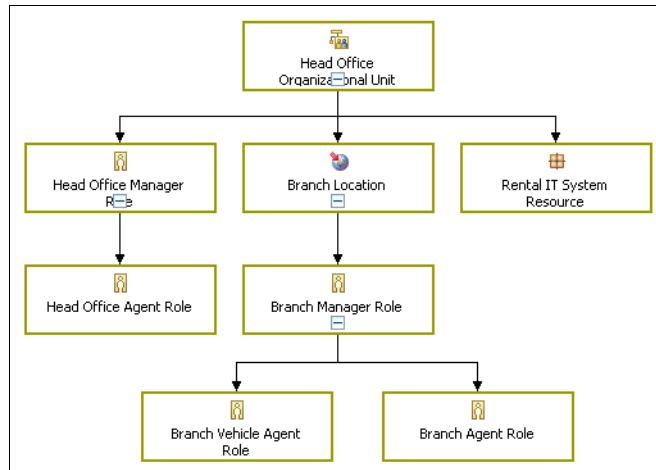 Head Office
Organizational Unit
Head Office Manager
Role
Branch Location
Rental IT System
Resource
Head Office Agent Role
Branch Manager Role
Branch Vehicle Agent
Role
Branch Agent Role